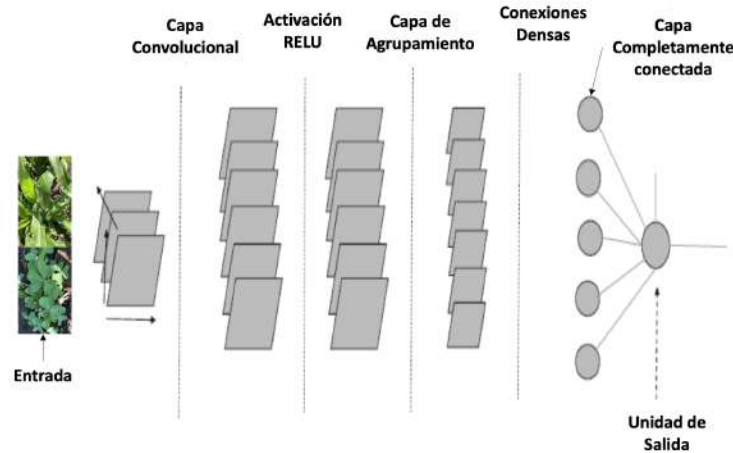 Capa
Convolucional
Activación
RELU
Capa de
Agrupamiento
Conexiones
Densas
Capa
Completamente
conectada
Entrada
Unidad de
Salida